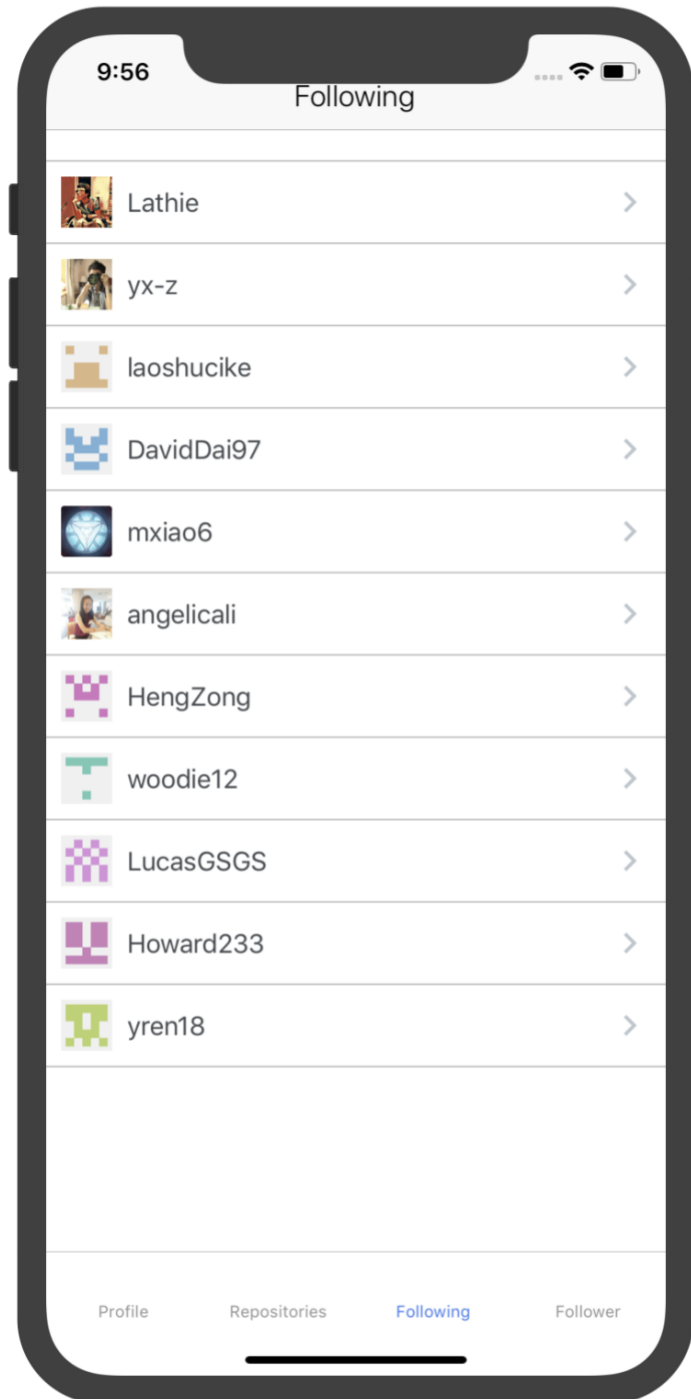 9:56
Following
Lathie
yx-z
laoshucike
DavidDai97
mxiao6
angelicali
HengZong
woodie12
LucasGSGS
Howard233
yren18
Profile Repositories Following Follower